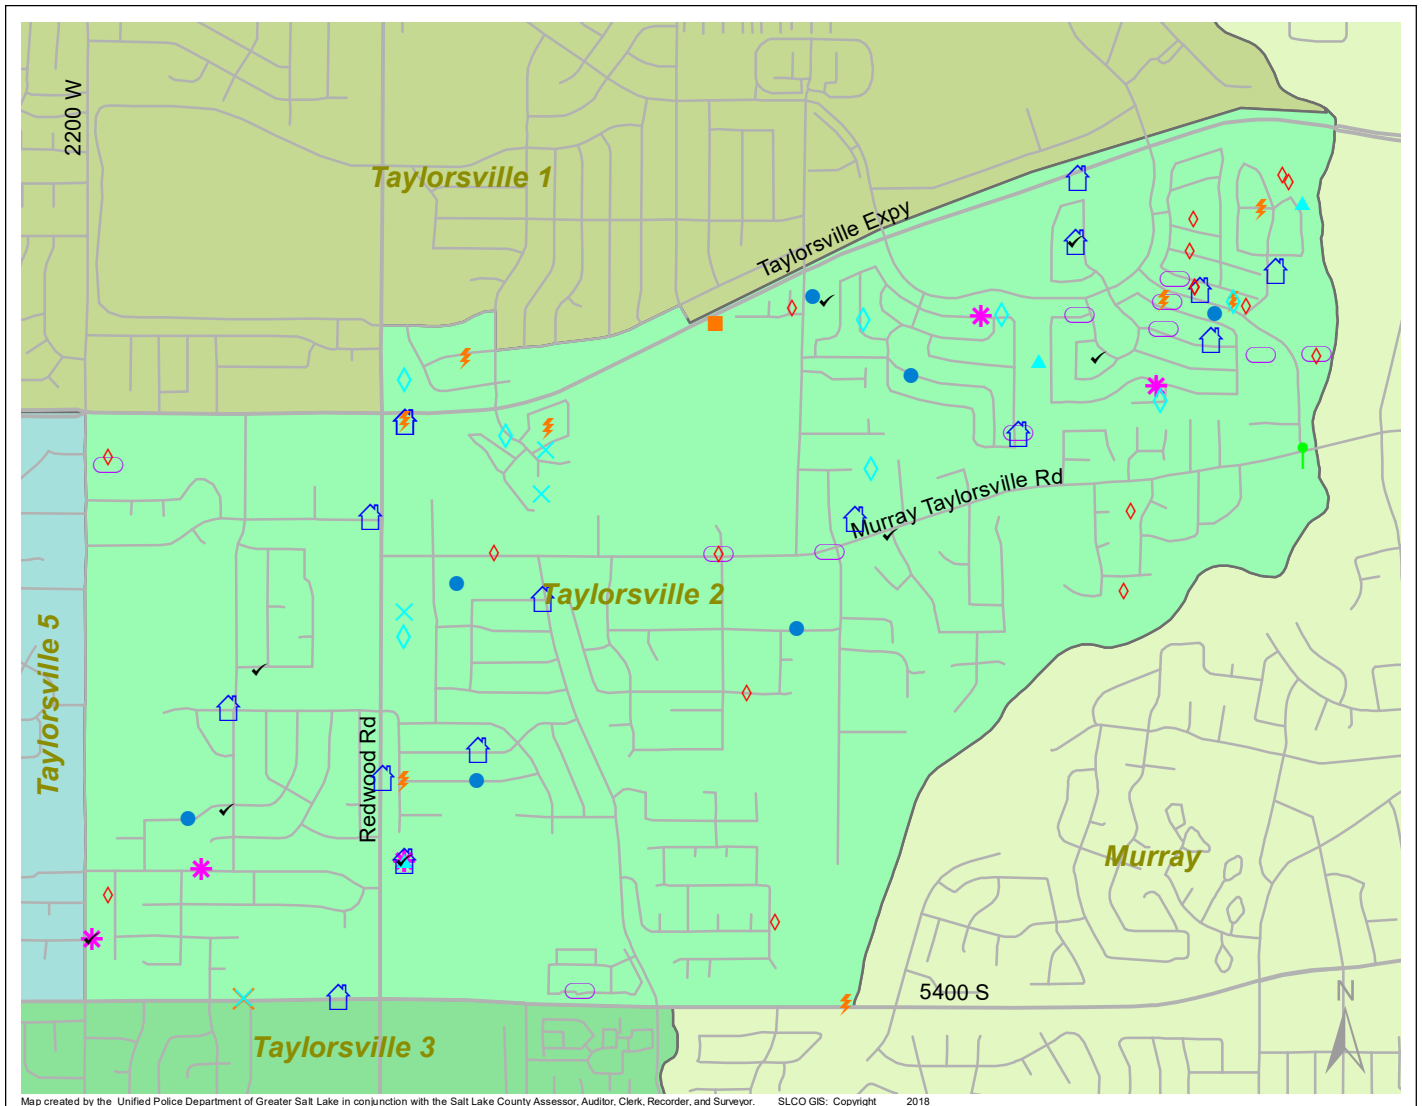 2200 W
Taylorsville 1
Taylorsville Expy
Murray Taylorsville Rd
Taylorsville 2
Taylorsville 5
Redwood Rd
Murray
5400 S
N
Taylorsville 3
Map created by the Unified Police Department of Greater Salt Lake in conjunction with the Salt Lake County Assessor, Auditor, Clerk, Recorder, and Surveyor. SLCO GIS: Copyright 2018